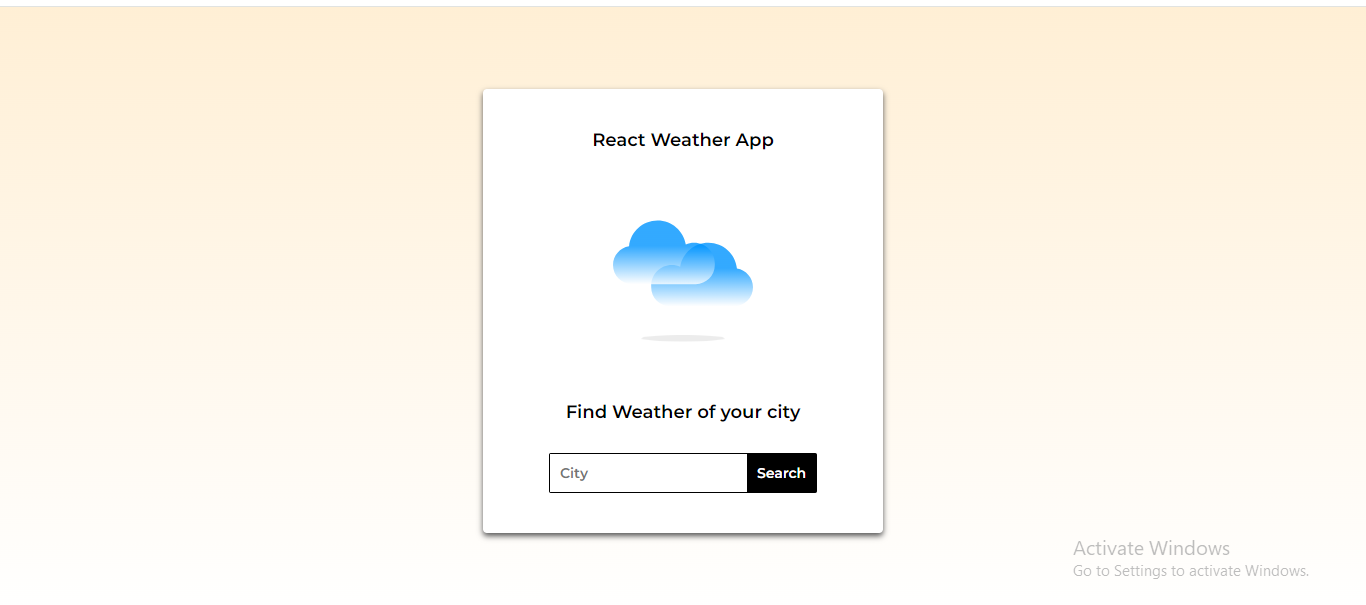 React Weather App
Find Weather of your city
City
Search
Activate Windows
Go to Settings to activate Windows.